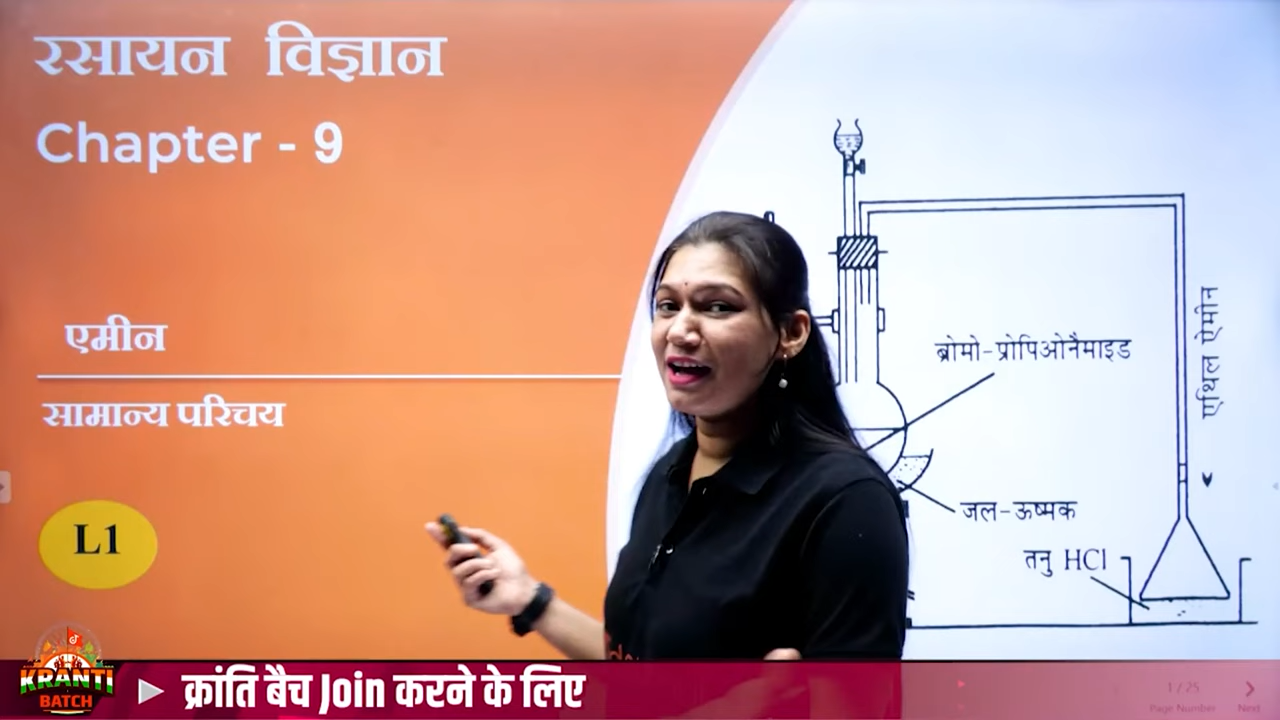 रसायन विज्ञान
Chapter - 9
एमीन
सामान्य परिचय
L1
ब्रोमो-प्रोपिओनैमाइड
एथिल ऐमीन
जल-ऊष्मक
तनु HCl
KRANTI
BATCH
क्रांति बैच Join करने के लिए
1 / 25
Page Number
Next